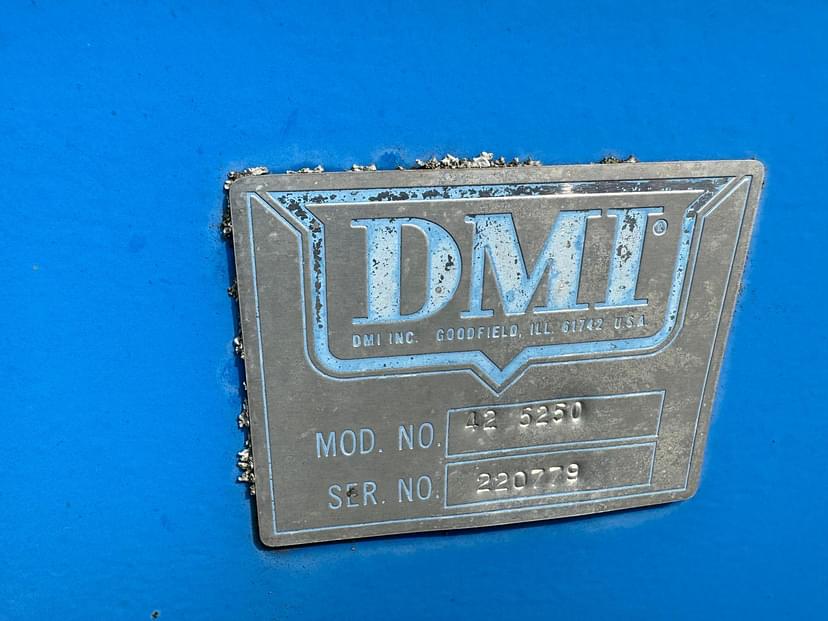 DMI®
DMI INC. GOODFIELD, ILL. 61742 U.S.A.
MOD. NO. 42 5250
SER. NO. 220779